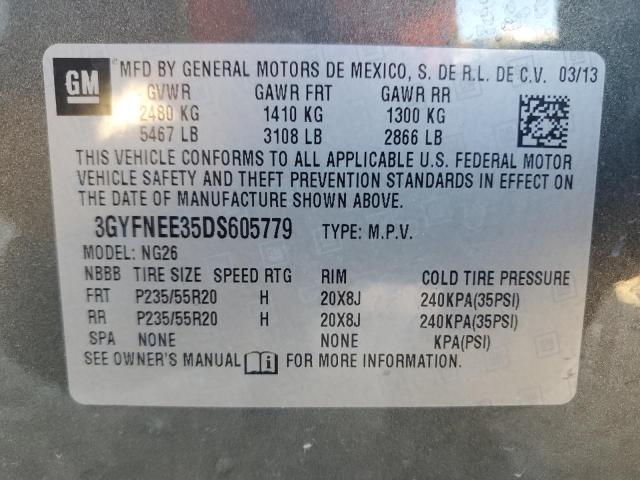 GM MFD BY GENERAL MOTORS DE MEXICO, S. DE R.L. DE C.V. 03/13
GVWR GAWR FRT GAWR RR
2480 KG 1410 KG 1300 KG
5467 LB 3108 LB 2866 LB
THIS VEHICLE CONFORMS TO ALL APPLICABLE U.S. FEDERAL MOTOR
VEHICLE SAFETY AND THEFT PREVENTION STANDARDS IN EFFECT ON
THE DATE OF MANUFACTURE SHOWN ABOVE.
3GYFNEE35DS605779 TYPE: M.P.V.
MODEL: NG26
NBBB TIRE SIZE SPEED RTG RIM COLD TIRE PRESSURE
FRT P235/55R20 H 20X8J 240KPA(35PSI)
RR P235/55R20 H 20X8J 240KPA(35PSI)
SPA NONE NONE KPA(PSI)
SEE OWNER'S MANUAL FOR MORE INFORMATION.